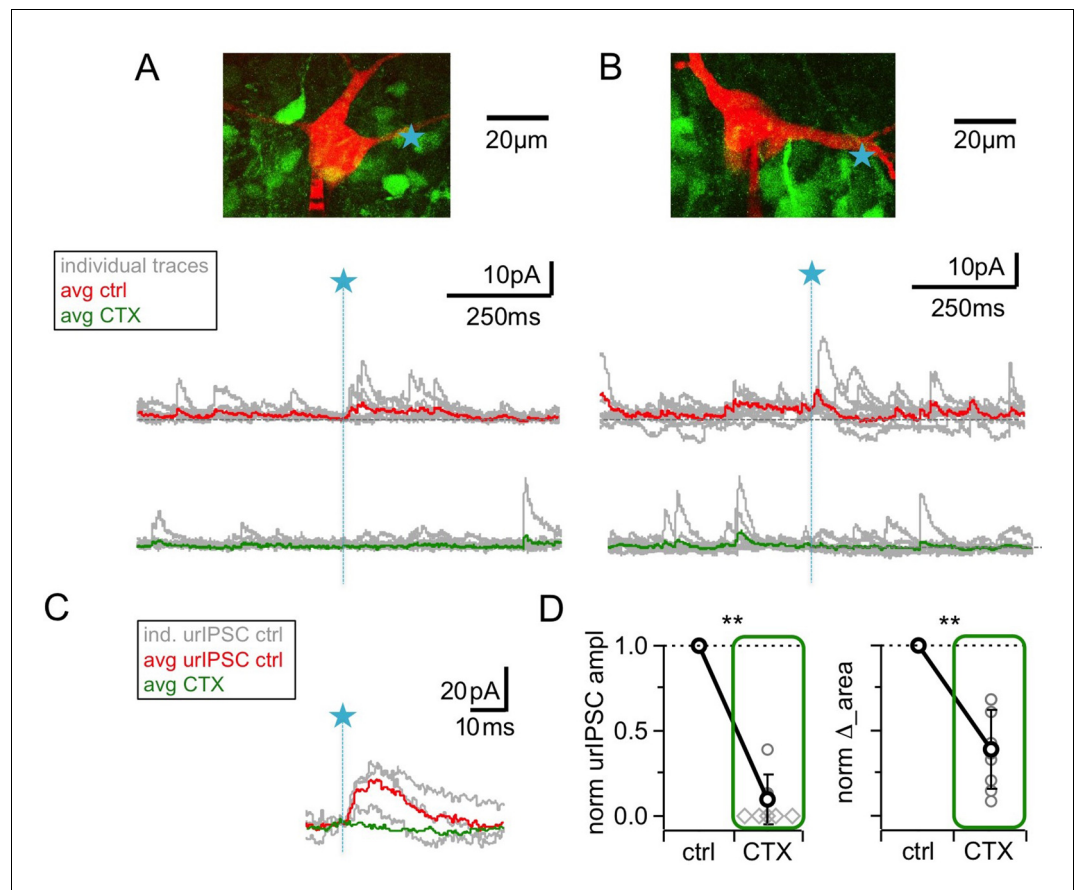 A
20µm
B
20µm
individual traces
avg ctrl
avg CTX
10pA
250ms
10pA
250ms
C
ind. urIPSC ctrl
avg urIPSC ctrl
avg CTX
20pA
10ms
D
**
norm urIPSC ampl
1.0
0.5
0.0
ctrl
CTX
**
norm Δ_area
ctrl
CTX